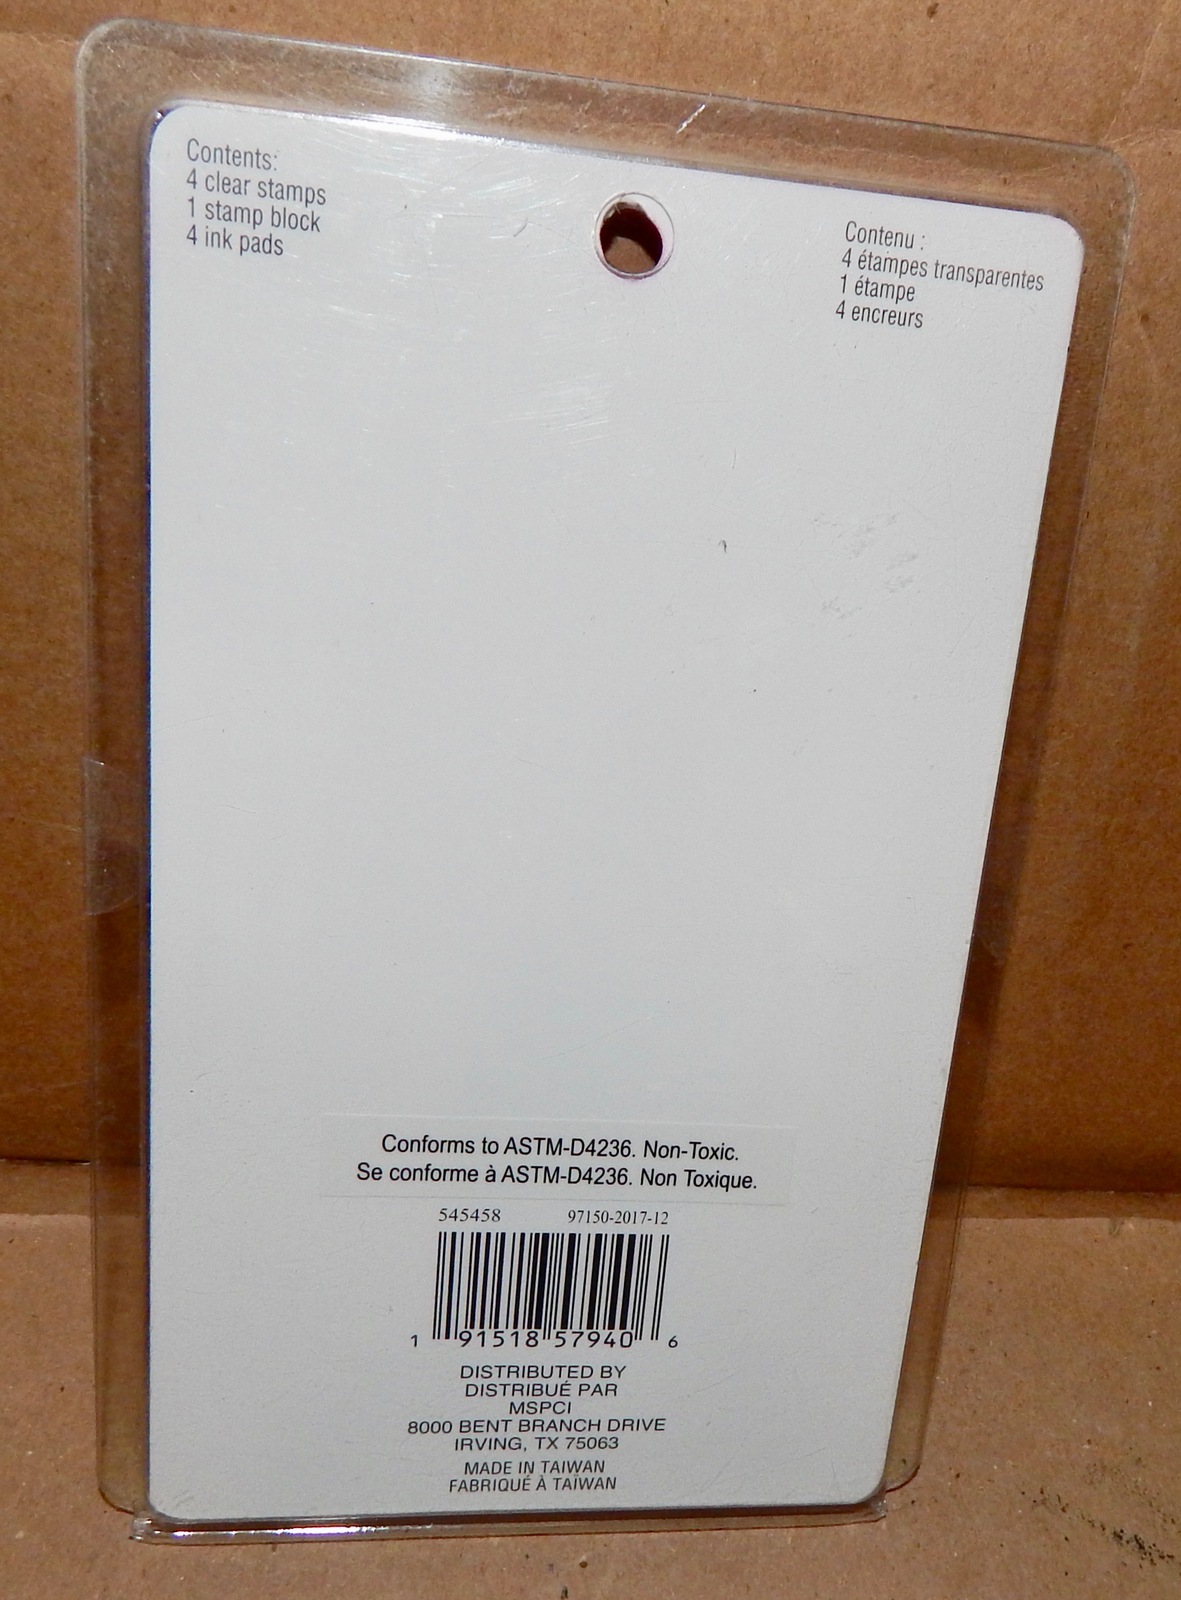 Contents:
4 clear stamps
1 stamp block
4 ink pads
Contenu :
4 étampes transparentes
1 étampe
4 encreurs
Conforms to ASTM-D4236. Non-Toxic.
Se conforme à ASTM-D4236. Non Toxique.
545458 97150-2017-12
1 91518 57940 6
DISTRIBUTED BY
DISTRIBUÉ PAR
MSPCI
8000 BENT BRANCH DRIVE
IRVING, TX 75063
MADE IN TAIWAN
FABRIQUÉ À TAÏWAN